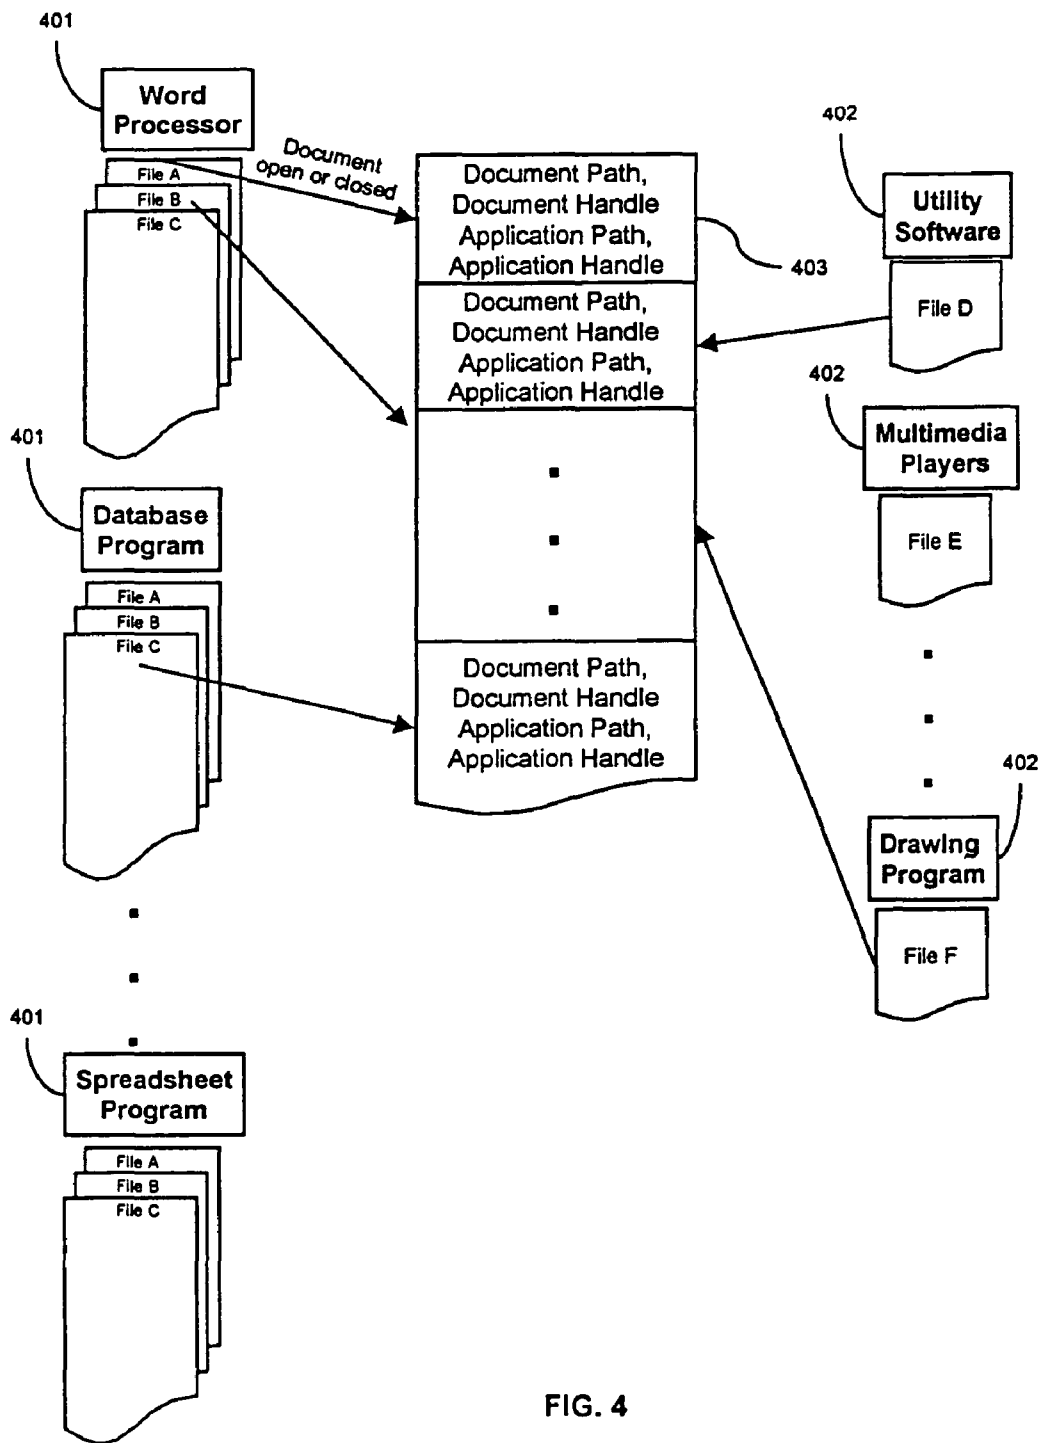 401
Word
Processor
File A
File B
File C
Document
open or closed
Document Path,
Document Handle
Application Path,
Application Handle
403
Document Path,
Document Handle
Application Path,
Application Handle
Document Path,
Document Handle
Application Path,
Application Handle
402
Utility
Software
File D
402
Multimedia
Players
File E
402
Drawing
Program
File F
401
Database
Program
File A
File B
File C
401
Spreadsheet
Program
File A
File B
File C
FIG. 4